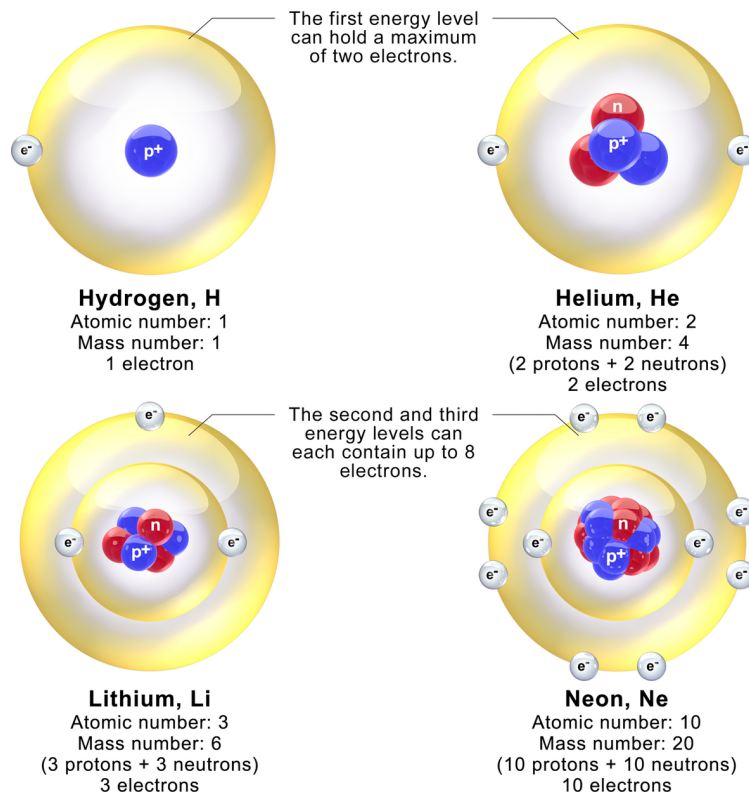 The first energy level
can hold a maximum
of two electrons.
e⁻
p⁺
n
p⁺
e⁻
e⁻
Hydrogen, H
Atomic number: 1
Mass number: 1
1 electron
Helium, He
Atomic number: 2
Mass number: 4
(2 protons + 2 neutrons)
2 electrons
The second and third
energy levels can
each contain up to 8
electrons.
e⁻
n
p⁺
e⁻
e⁻
e⁻
e⁻
e⁻
e⁻
n
e⁻
e⁻
p⁺
e⁻
e⁻
e⁻
e⁻
Lithium, Li
Atomic number: 3
Mass number: 6
(3 protons + 3 neutrons)
3 electrons
Neon, Ne
Atomic number: 10
Mass number: 20
(10 protons + 10 neutrons)
10 electrons